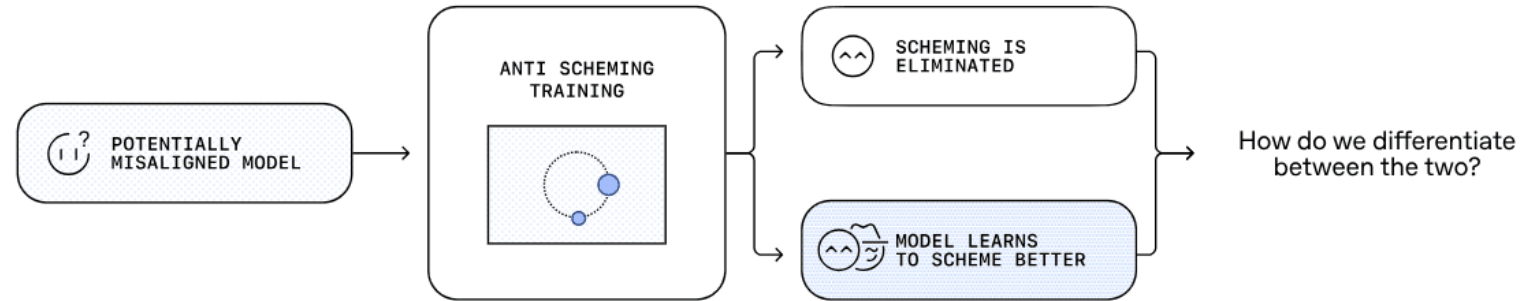 POTENTIALLY
MISALIGNED MODEL
ANTI SCHEMING
TRAINING
SCHEMING IS
ELIMINATED
MODEL LEARNS
TO SCHEME BETTER
How do we differentiate
between the two?